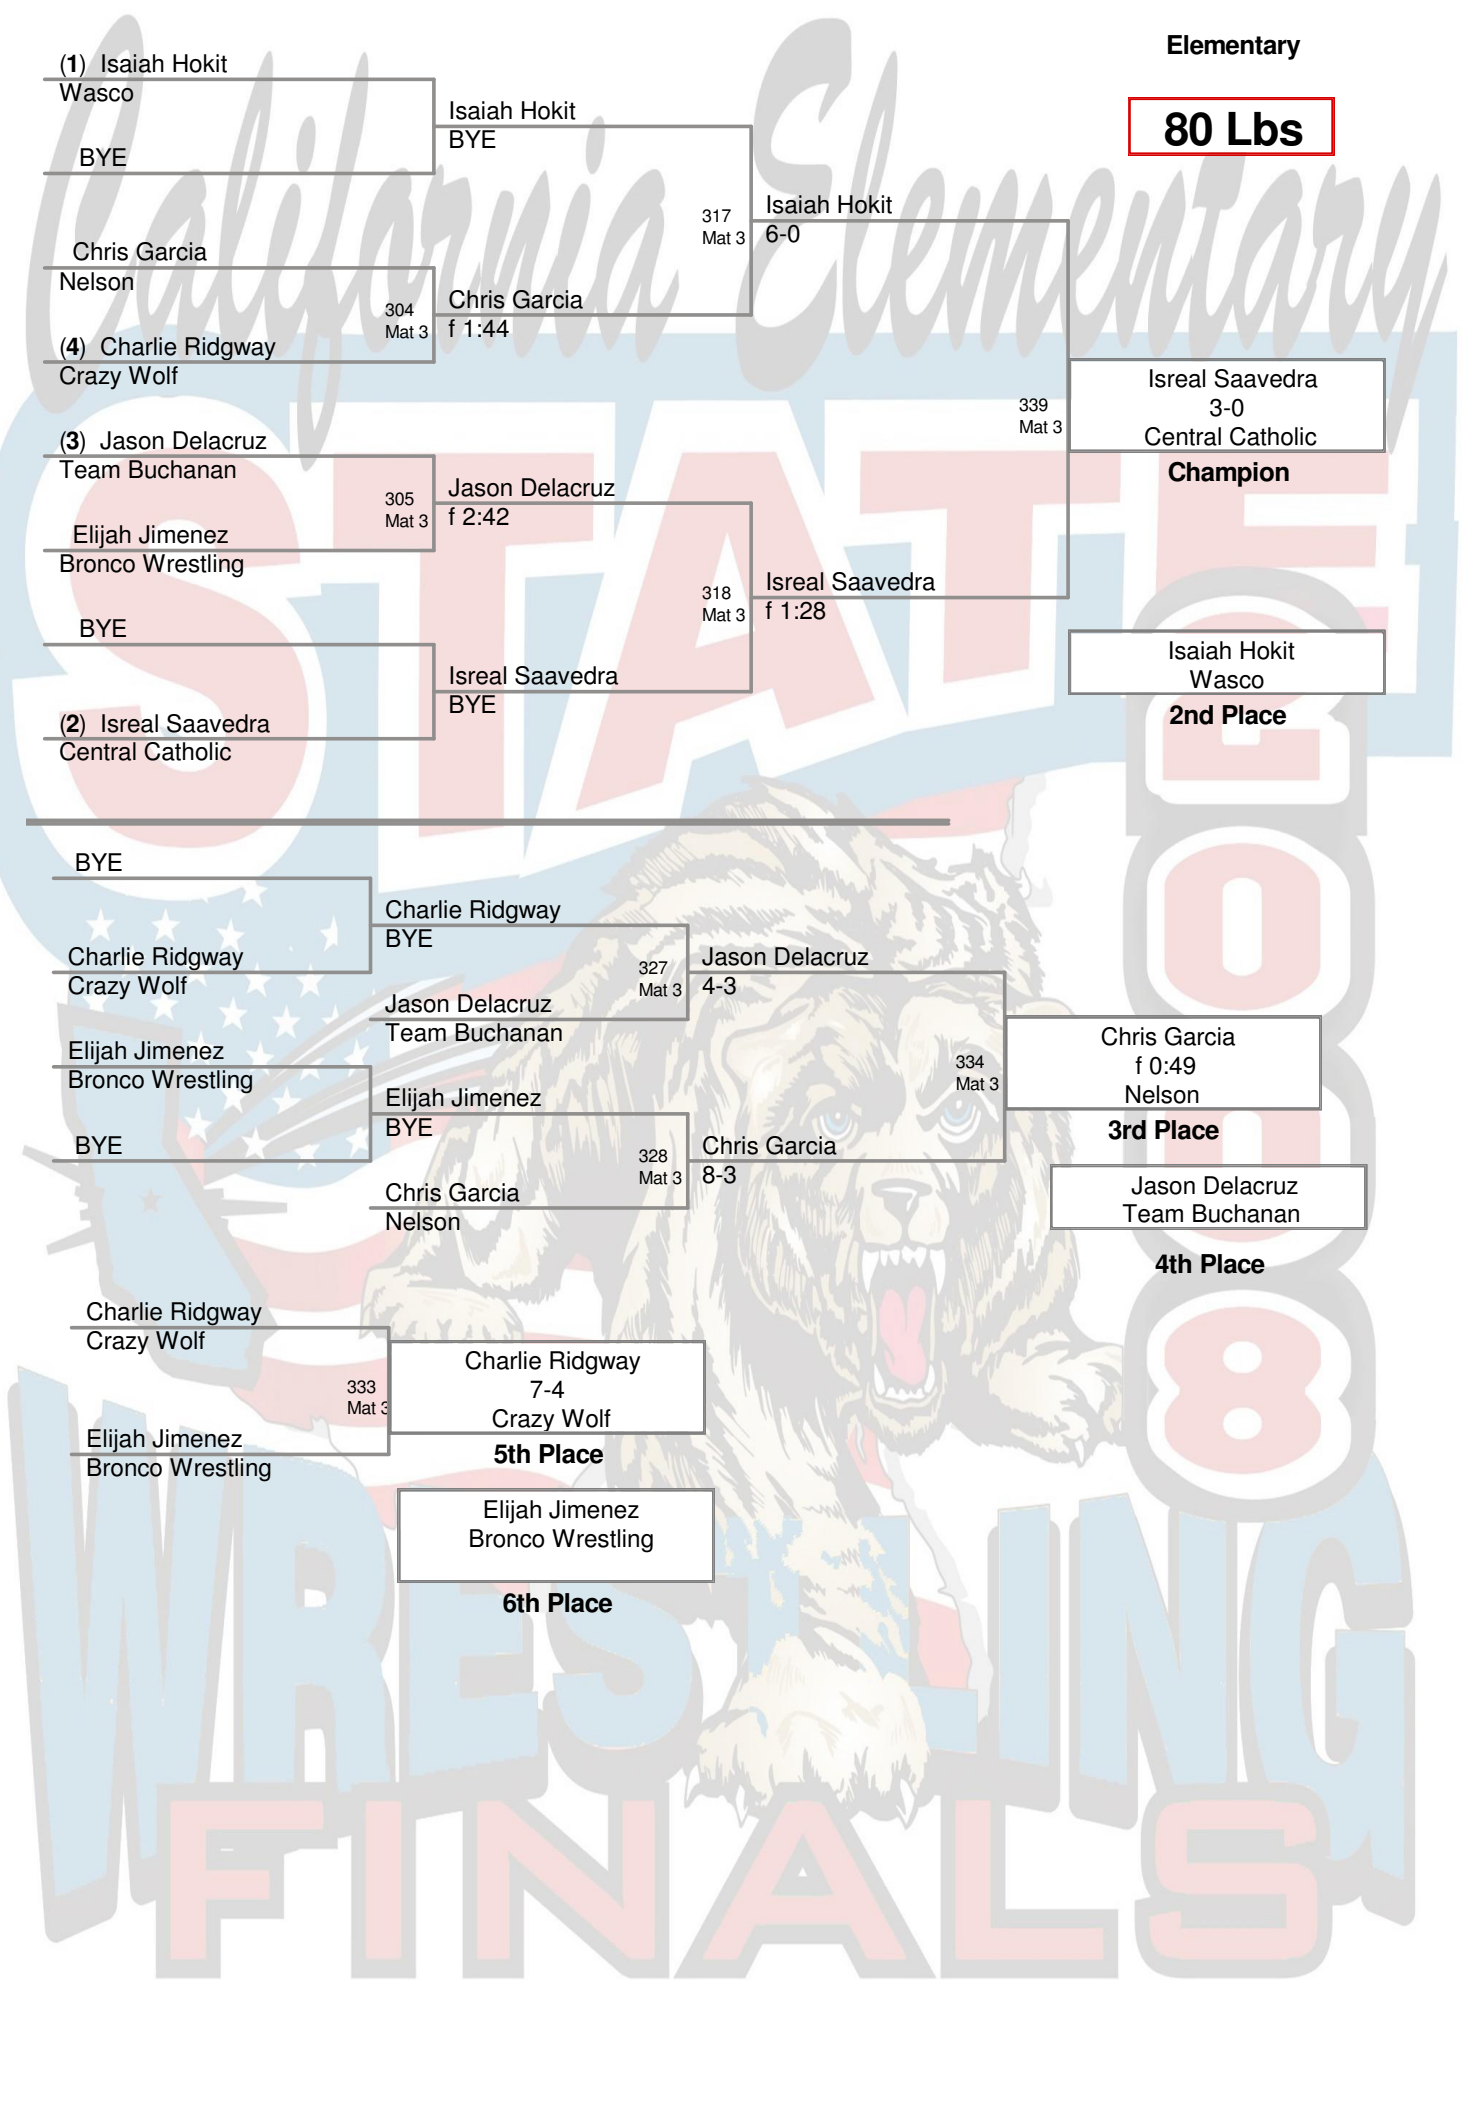 Elementary
80 Lbs
(1) Isaiah Hokit
Wasco
BYE
Isaiah Hokit
BYE
Chris Garcia
Nelson
304
Mat 3
(4) Charlie Ridgway
Crazy Wolf
Chris Garcia
f 1:44
317
Mat 3
Isaiah Hokit
6-0
(3) Jason Delacruz
Team Buchanan
305
Mat 3
Elijah Jimenez
Bronco Wrestling
Jason Delacruz
f 2:42
BYE
(2) Isreal Saavedra
Central Catholic
Isreal Saavedra
BYE
318
Mat 3
Isreal Saavedra
f 1:28
339
Mat 3
Isreal Saavedra
3-0
Central Catholic
Champion
Isaiah Hokit
Wasco
2nd Place
BYE
Charlie Ridgway
Crazy Wolf
Charlie Ridgway
BYE
327
Mat 3
Jason Delacruz
Team Buchanan
Jason Delacruz
4-3
Elijah Jimenez
Bronco Wrestling
BYE
Elijah Jimenez
BYE
328
Mat 3
Chris Garcia
Nelson
Chris Garcia
8-3
334
Mat 3
Chris Garcia
f 0:49
Nelson
3rd Place
Jason Delacruz
Team Buchanan
4th Place
Charlie Ridgway
Crazy Wolf
333
Mat 3
Elijah Jimenez
Bronco Wrestling
Charlie Ridgway
7-4
Crazy Wolf
5th Place
Elijah Jimenez
Bronco Wrestling
6th Place
California Elementary
STATE
2008
WRESTLING
FINALS